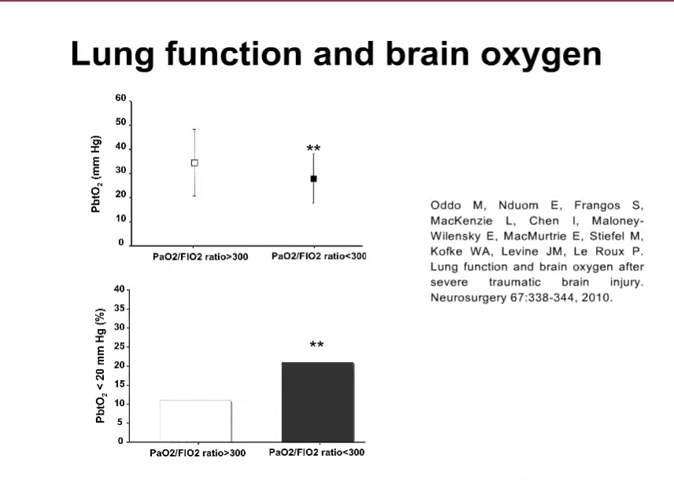 Lung function and brain oxygen
PbtO₂ (mm Hg)
60
50
40
30
20
10
0
**
PaO2/FIO2 ratio>300
PaO2/FIO2 ratio<300
PbtO₂ < 20 mm Hg (%)
40
35
30
25
20
15
10
5
0
**
PaO2/FIO2 ratio>300
PaO2/FIO2 ratio<300
Oddo M, Nduom E, Frangos S,
MacKenzie L, Chen I, Maloney-
Wilensky E, MacMurtrie E, Stiefel M,
Kofke WA, Levine JM, Le Roux P.
Lung function and brain oxygen after
severe traumatic brain injury.
Neurosurgery 67:338-344, 2010.